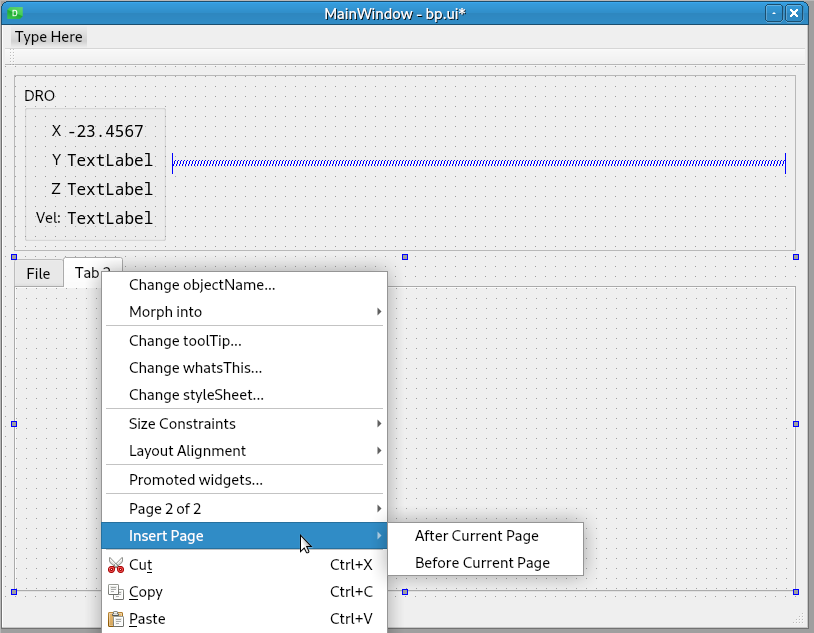 D
MainWindow - bp.ui*
Type Here
DRO
X -23.4567
Y TextLabel
Z TextLabel
Vel: TextLabel
File Tab 2
Change objectName...
Morph into
Change toolTip...
Change whatsThis...
Change styleSheet...
Size Constraints
Layout Alignment
Promoted widgets...
Page 2 of 2
Insert Page
After Current Page
Before Current Page
Cut Ctrl+X
Copy Ctrl+C
Paste Ctrl+V